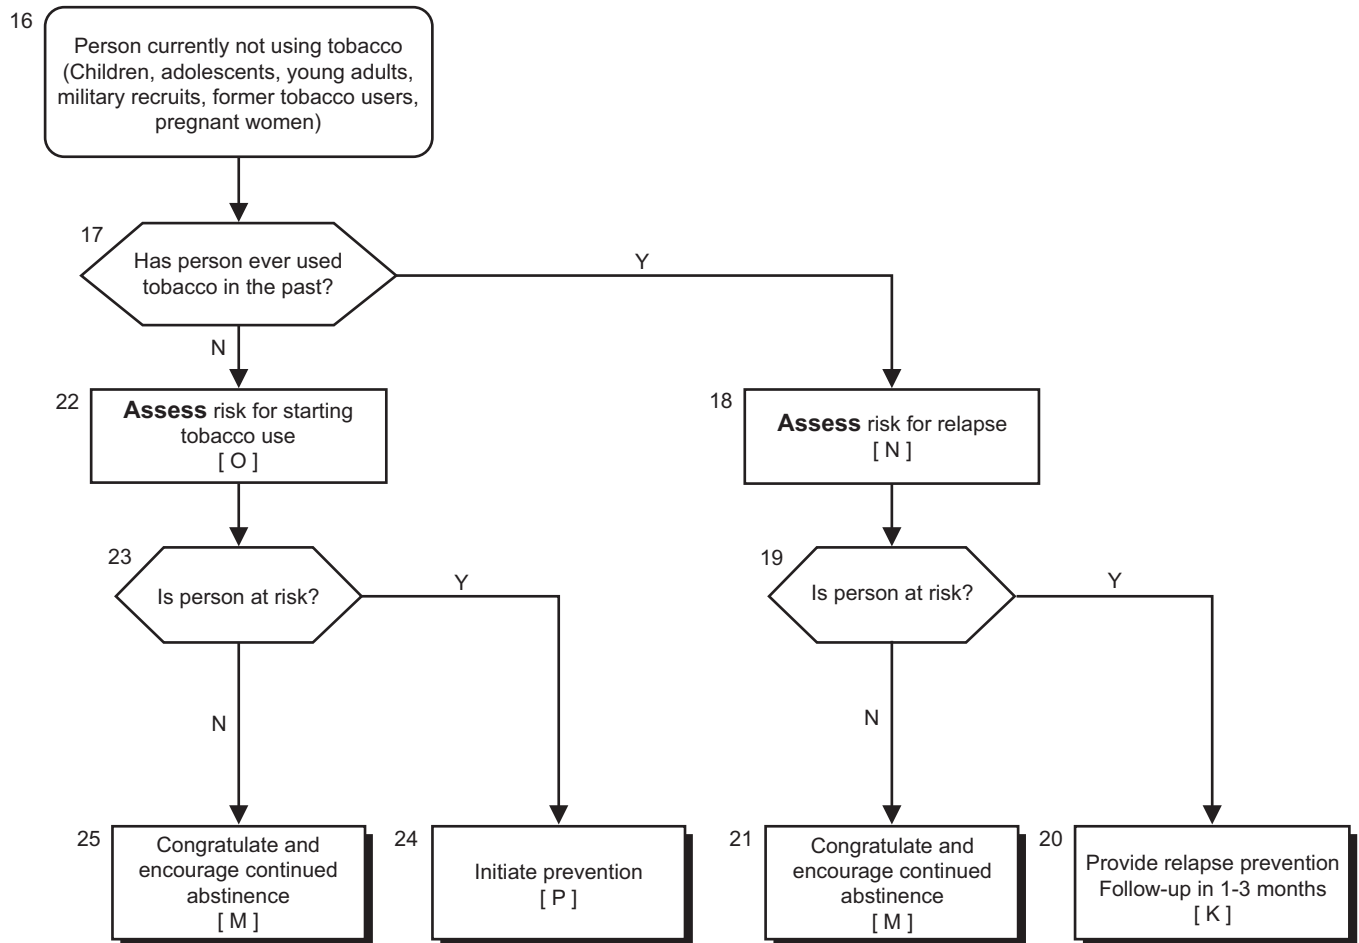 16
Person currently not using tobacco
(Children, adolescents, young adults,
military recruits, former tobacco users,
pregnant women)
17
Has person ever used
tobacco in the past?
Y
N
22
Assess risk for starting
tobacco use
[ O ]
18
Assess risk for relapse
[ N ]
23
Is person at risk?
Y
N
19
Is person at risk?
Y
N
25
Congratulate and
encourage continued
abstinence
[ M ]
24
Initiate prevention
[ P ]
21
Congratulate and
encourage continued
abstinence
[ M ]
20
Provide relapse prevention
Follow-up in 1-3 months
[ K ]